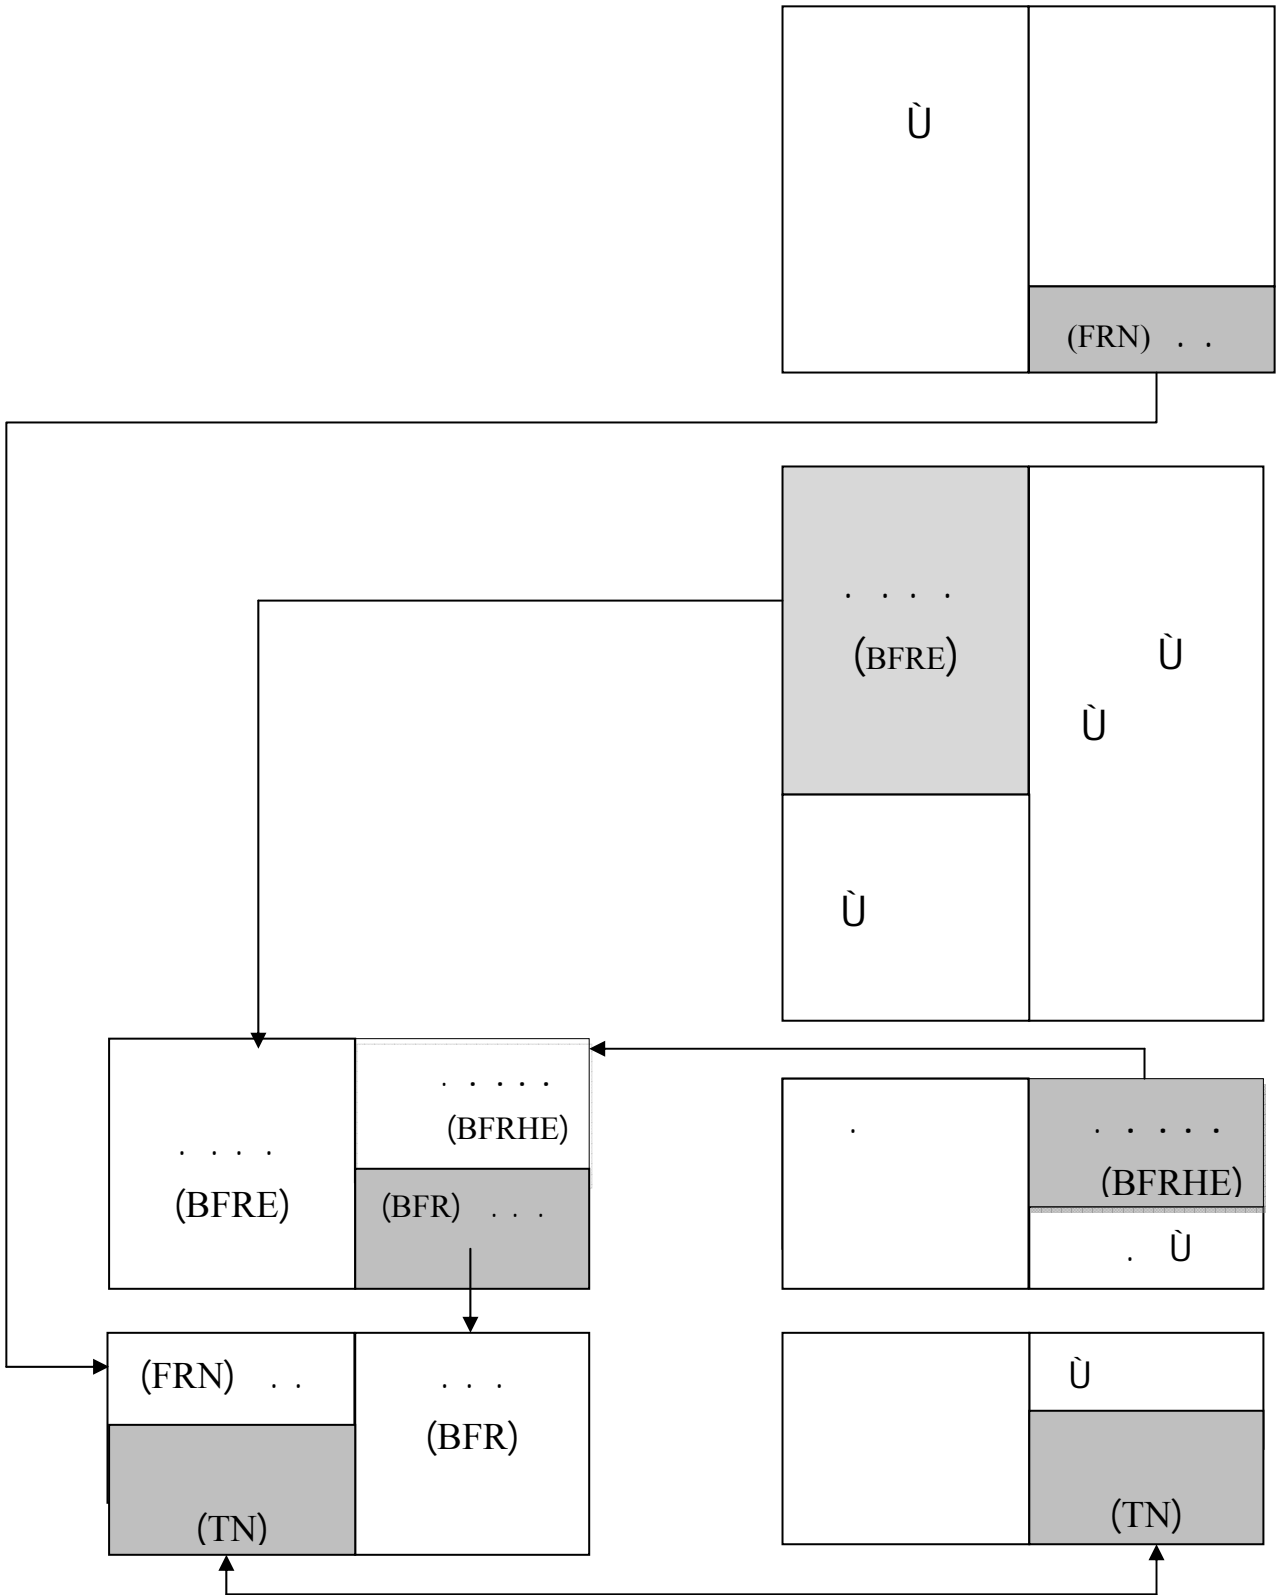 Ù
(FRN) . .
. . . .
(BFRE)
Ù
Ù
Ù
. . . . .
(BFRHE)
. . . .
(BFRE)
(BFR) . . .
.
. . . . .
(BFRHE)
. Ù
(FRN) . .
. . .
(BFR)
(TN)
Ù
(TN)